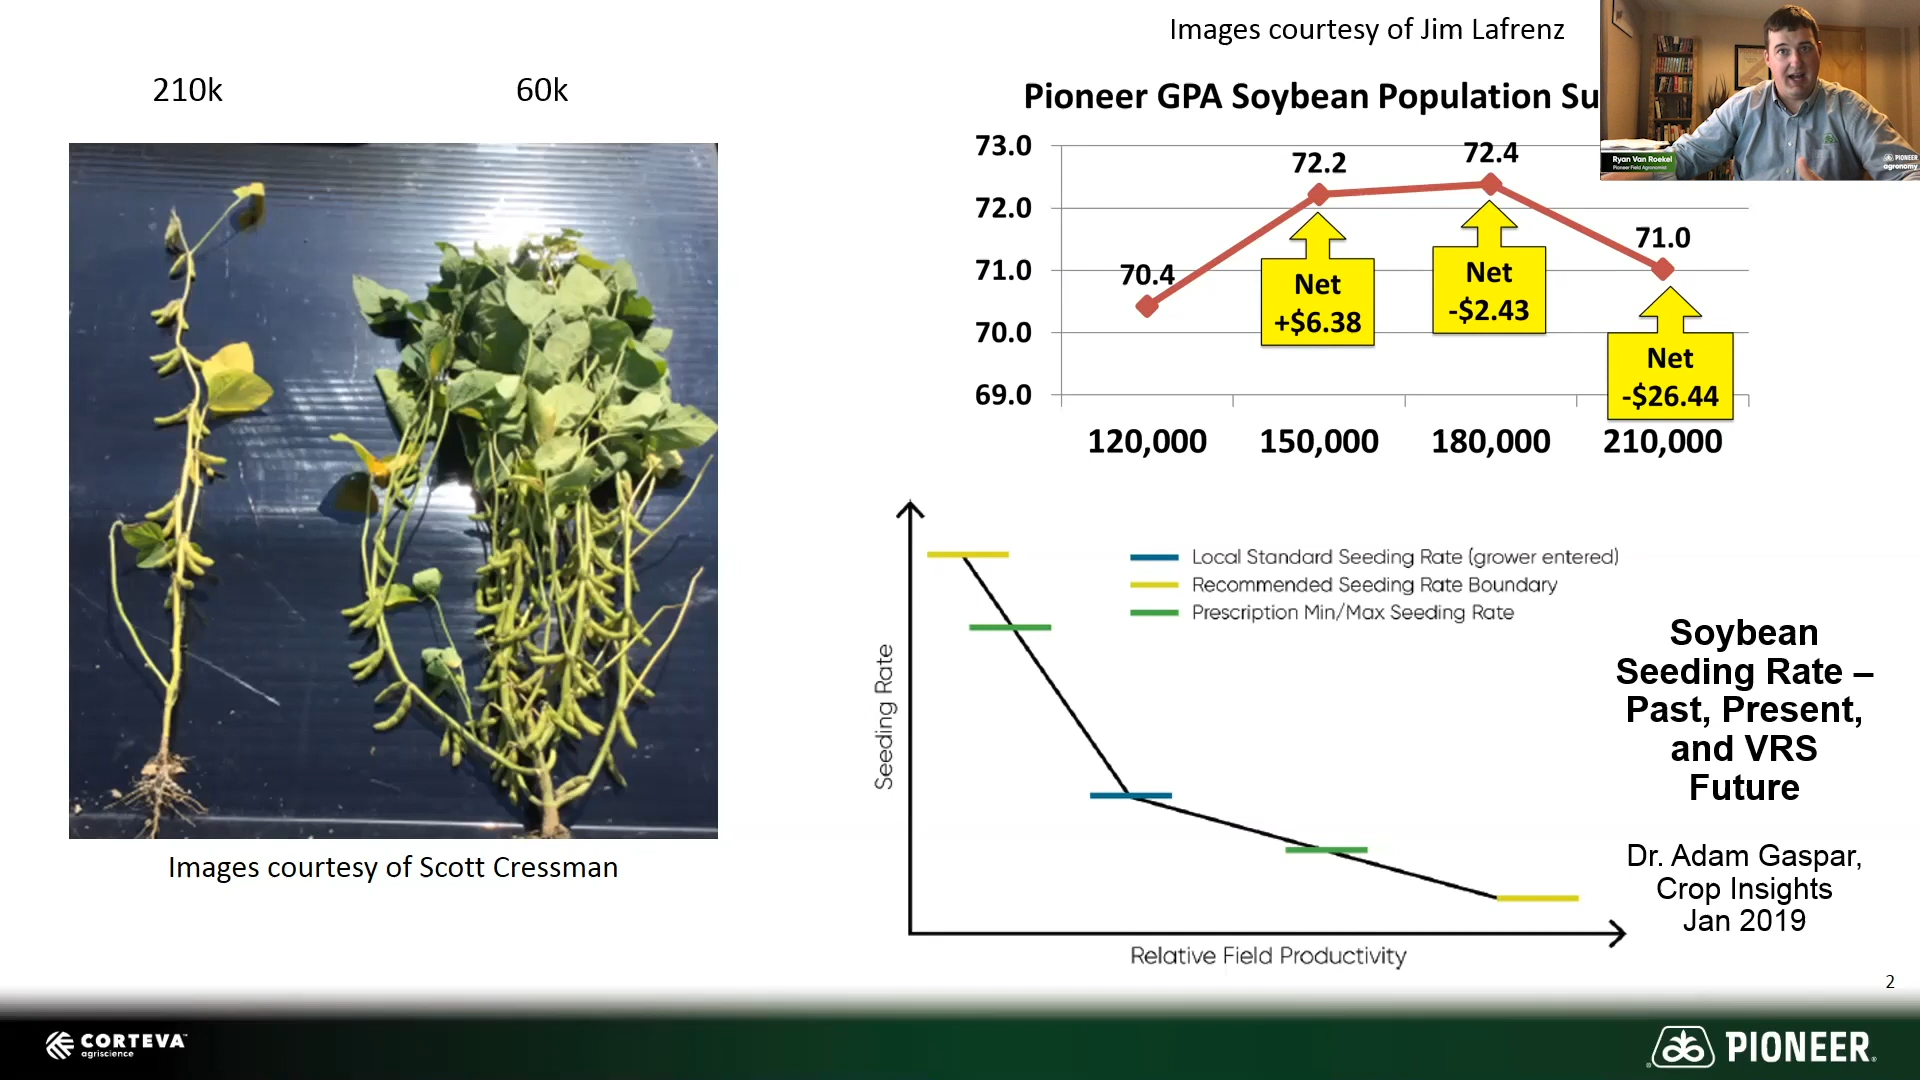 Images courtesy of Jim Lafrenz
210k
60k
Pioneer GPA Soybean Population Su
73.0
72.0
71.0
70.0
69.0
70.4
72.2
72.4
71.0
Net
+$6.38
Net
-$2.43
Net
-$26.44
120,000
150,000
180,000
210,000
Ryan Van Roekel
Pioneer Field Agronomist
PIONEER
agronomy
Images courtesy of Scott Cressman
Local Standard Seeding Rate (grower entered)
Recommended Seeding Rate Boundary
Prescription Min/Max Seeding Rate
Seeding Rate
Relative Field Productivity
Soybean
Seeding Rate –
Past, Present,
and VRS
Future
Dr. Adam Gaspar,
Crop Insights
Jan 2019
2
CORTEVA™
agriscience
PIONEER®